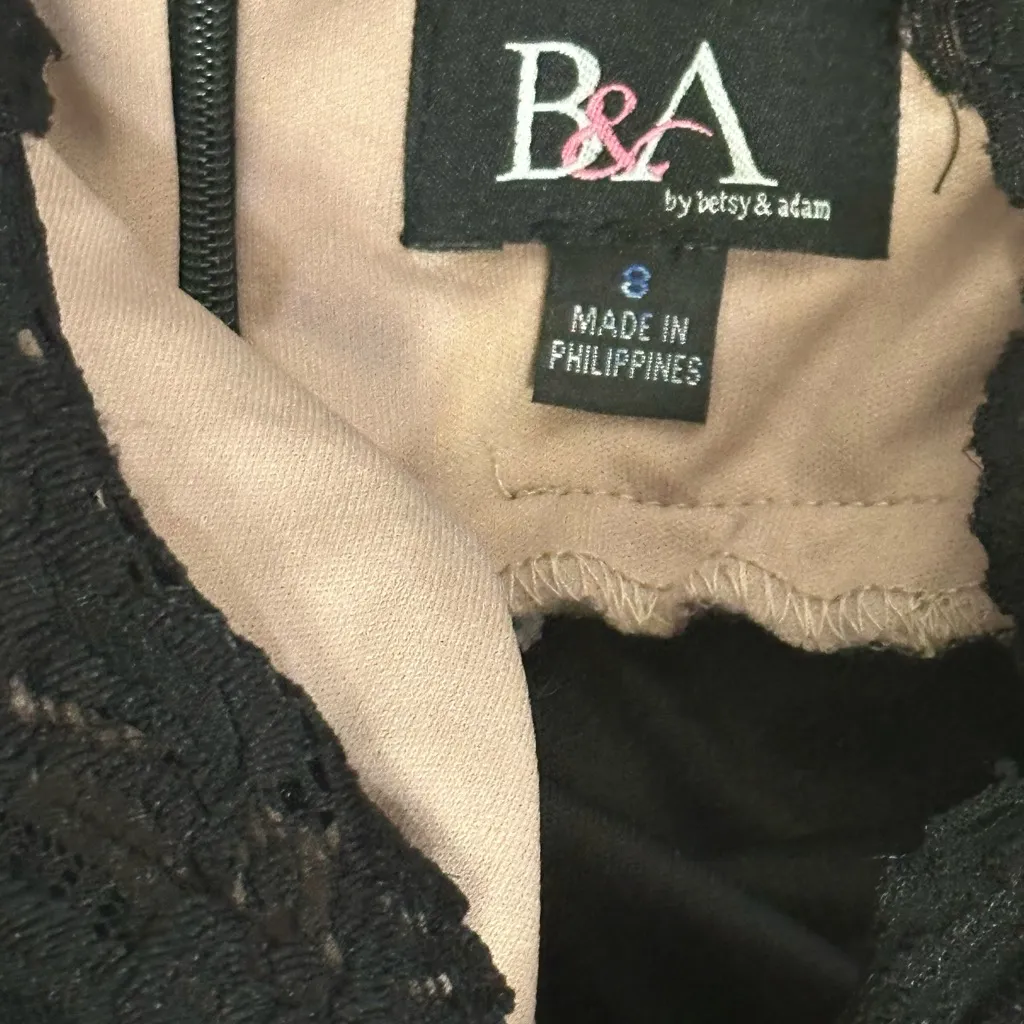 B&A
by betsy & adam
8
MADE IN
PHILIPPINES